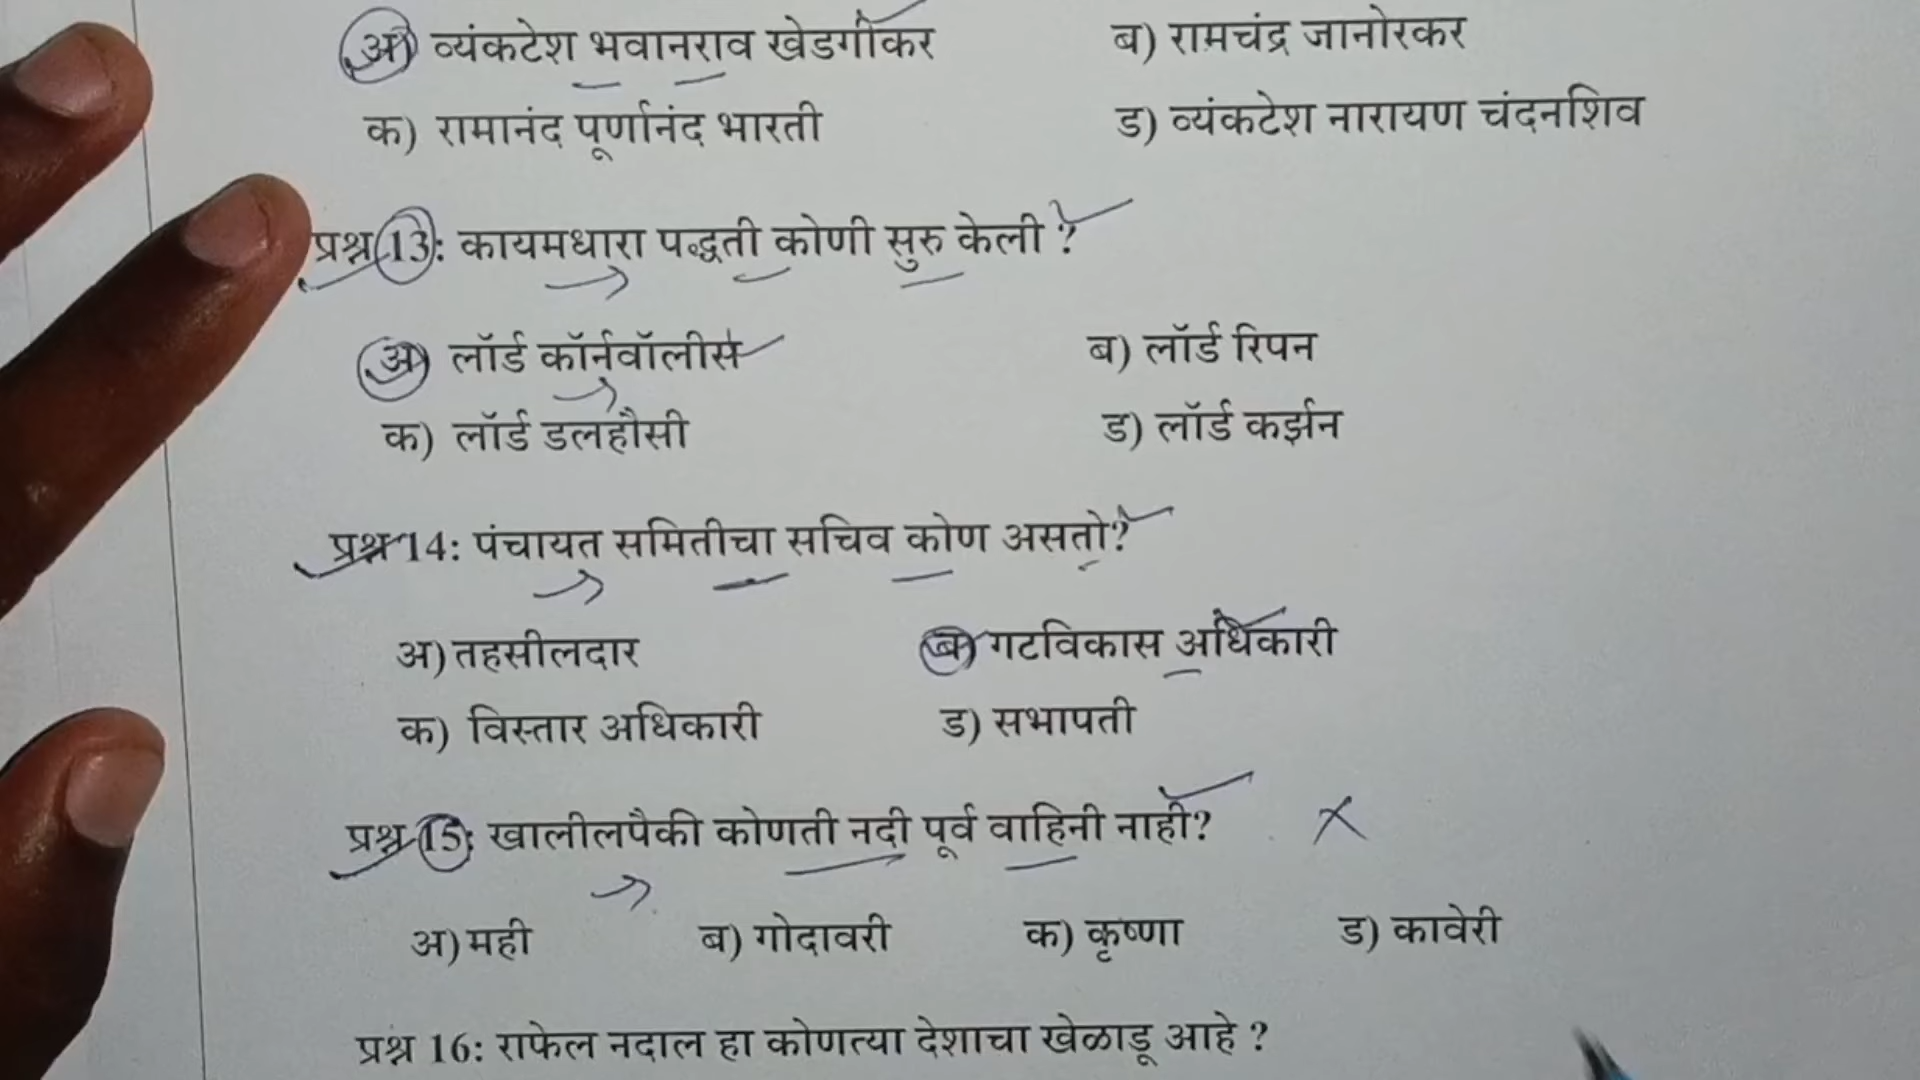 अ) व्यंकटेश भवानराव खेडगीकर ब) रामचंद्र जानोरकर
क) रामानंद पूर्णानंद भारती ड) व्यंकटेश नारायण चंदनशिव
प्रश्न 13: कायमधारा पद्धती कोणी सुरु केली ?
अ) लॉर्ड कॉर्नवॉलीस ब) लॉर्ड रिपन
क) लॉर्ड डलहौसी ड) लॉर्ड कर्झन
प्रश्न 14: पंचायत समितीचा सचिव कोण असतो?
अ) तहसीलदार ब) गटविकास अधिकारी
क) विस्तार अधिकारी ड) सभापती
प्रश्न 15: खालीलपैकी कोणती नदी पूर्व वाहिनी नाही?
अ) मही ब) गोदावरी क) कृष्णा ड) कावेरी
प्रश्न 16: राफेल नदाल हा कोणत्या देशाचा खेळाडू आहे ?